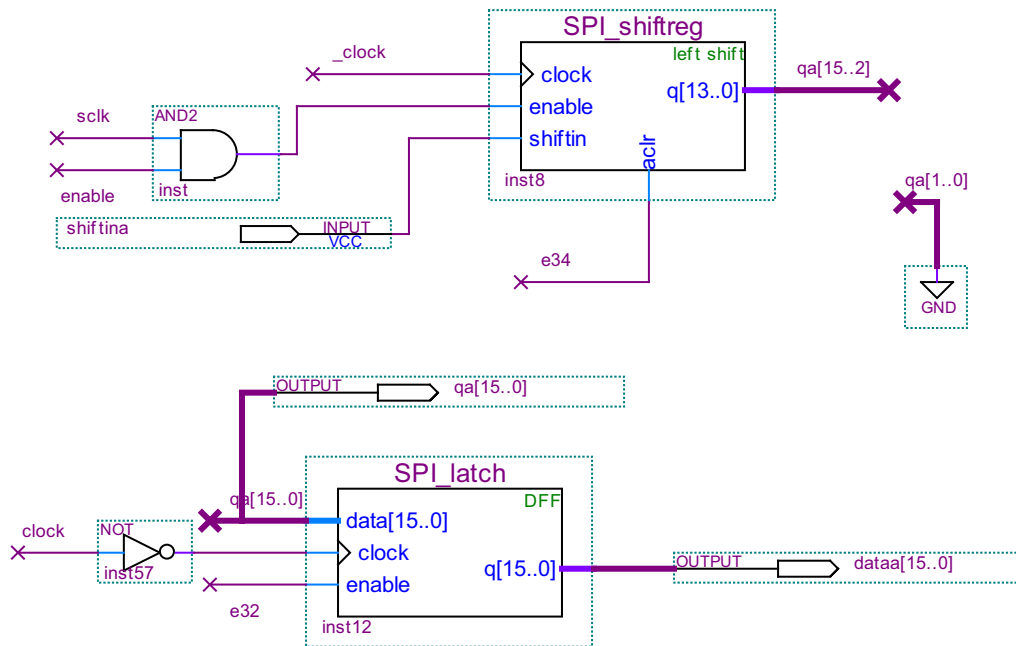 SPI_shiftreg
left shift
_clock
clock
q[13..0]
qa[15..2]
sclk
AND2
enable
shiftin
aclr
enable
inst
inst8
qa[1..0]
shiftina
INPUT
VCC
e34
GND
OUTPUT
qa[15..0]
SPI_latch
DFF
qa[15..0]
data[15..0]
clock
NOT
clock
inst57
enable
q[15..0]
OUTPUT
dataa[15..0]
e32
inst12